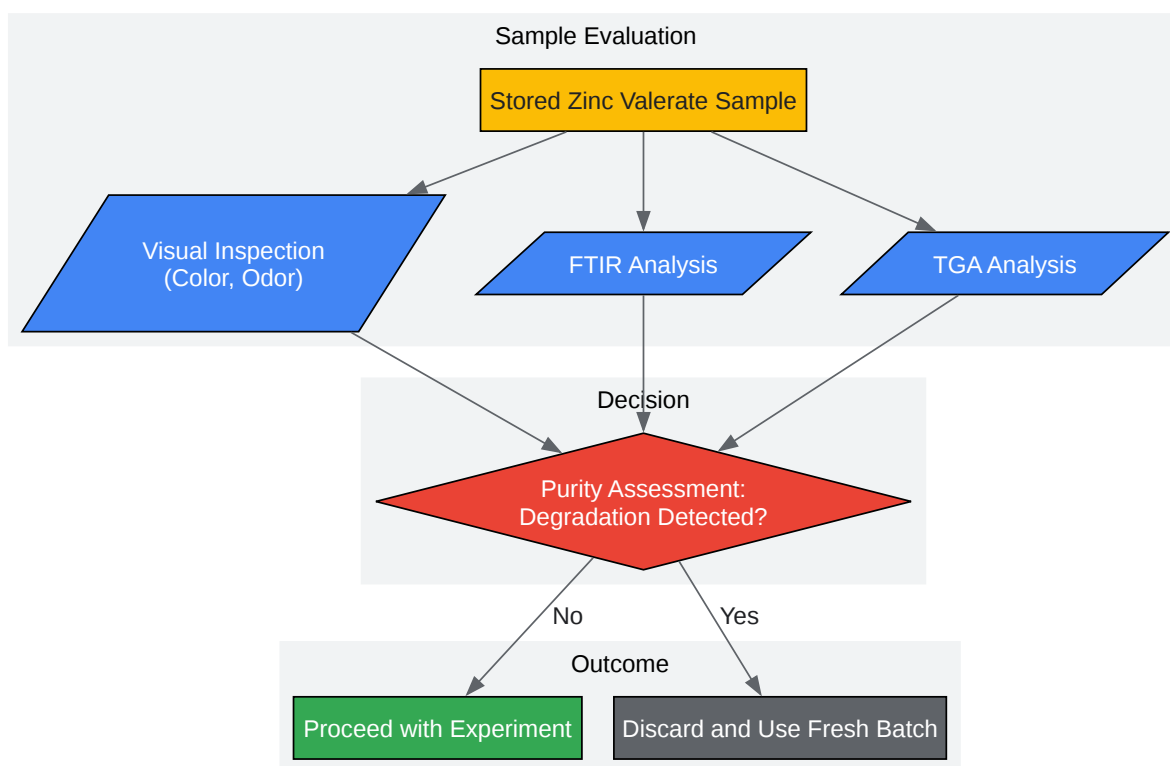 Sample Evaluation
Stored Zinc Valerate Sample
Visual Inspection
(Color, Odor)
FTIR Analysis
TGA Analysis
Decision
Purity Assessment:
Degradation Detected?
No
Yes
Outcome
Proceed with Experiment
Discard and Use Fresh Batch